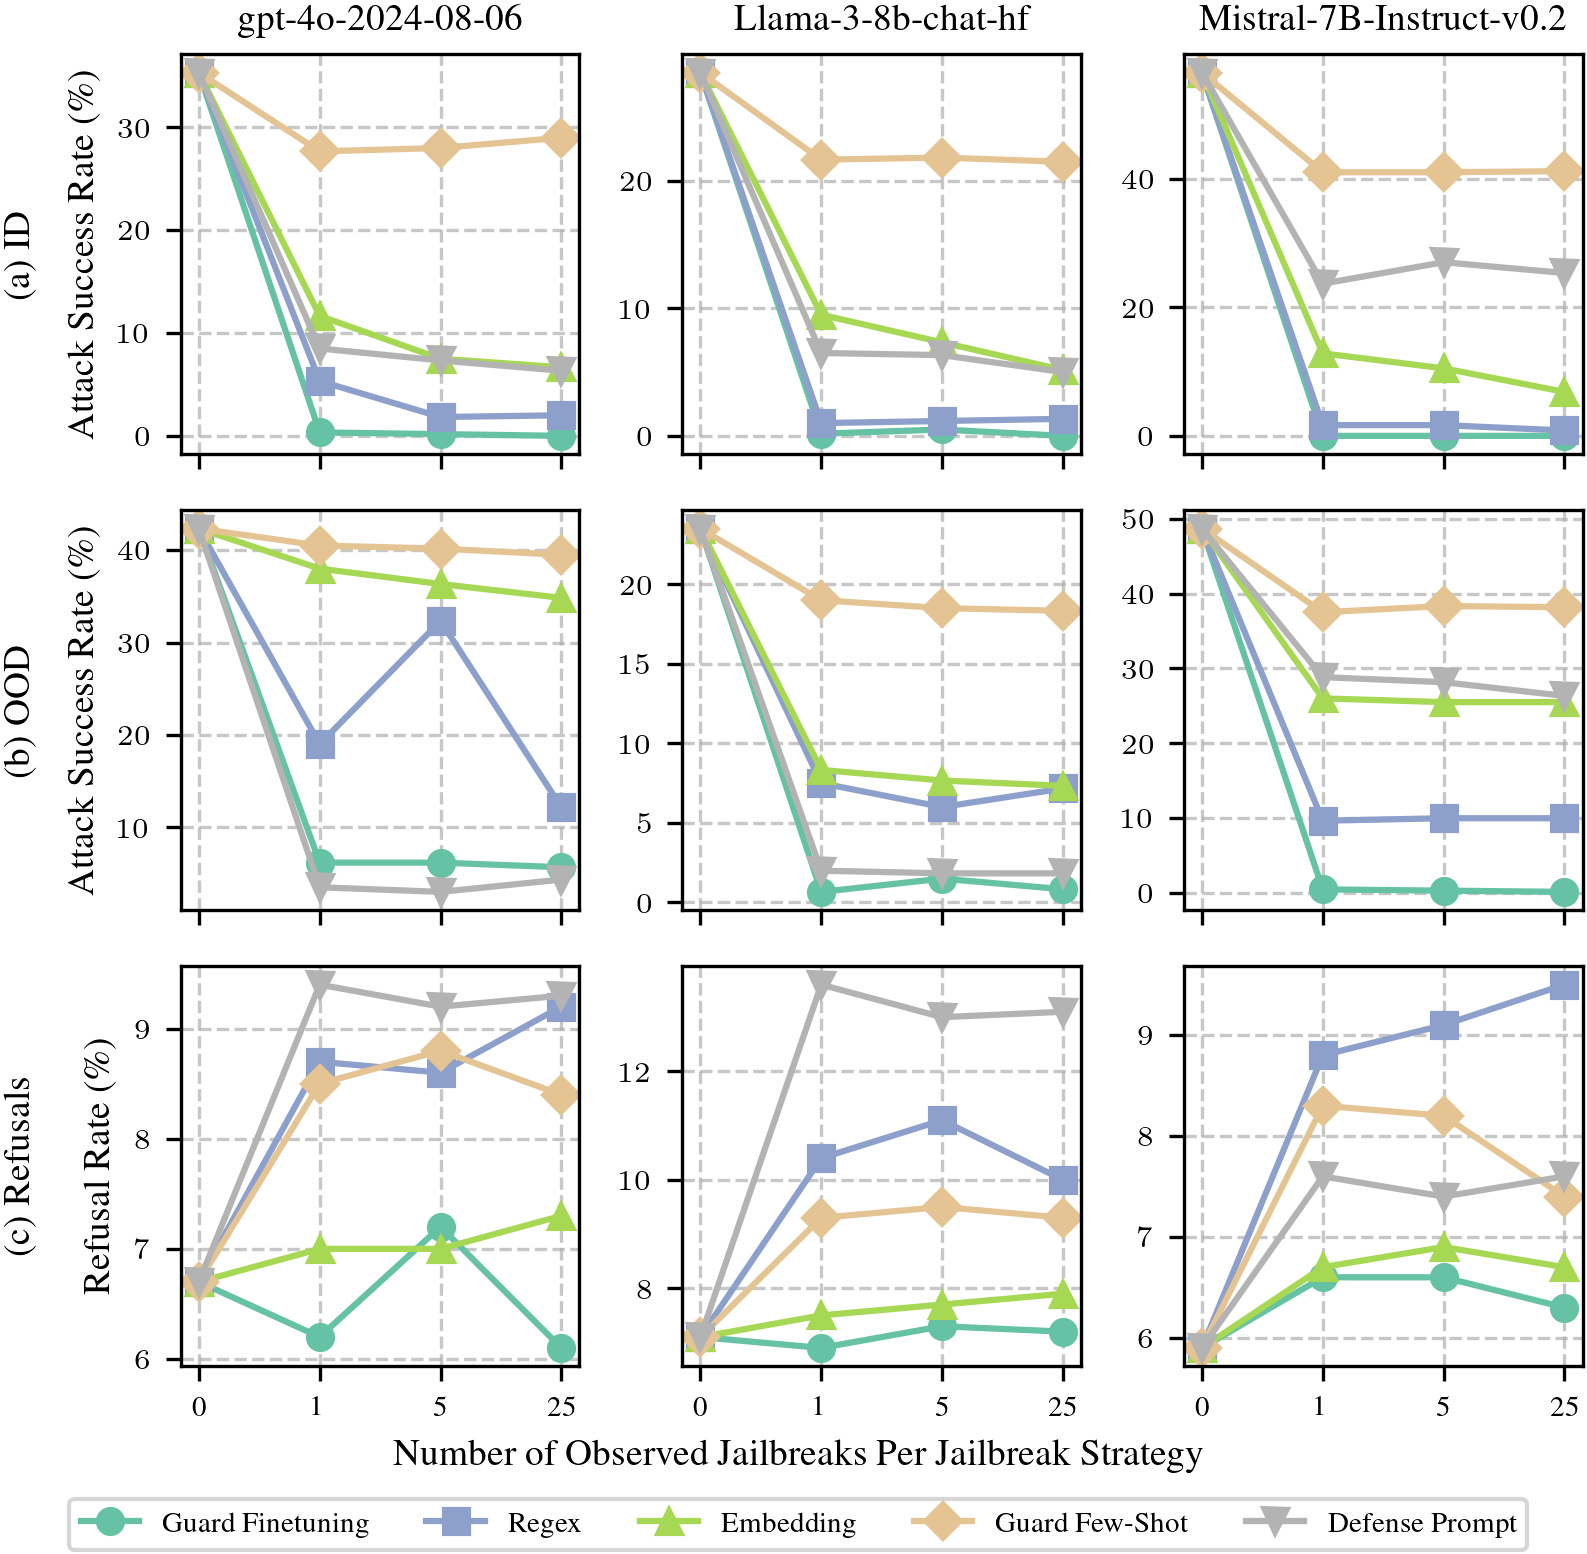 gpt-4o-2024-08-06
Llama-3-8b-chat-hf
Mistral-7B-Instruct-v0.2
(a) ID
Attack Success Rate (%)
30
20
10
0
20
10
0
40
20
0
(b) OOD
Attack Success Rate (%)
40
30
20
10
20
15
10
5
0
50
40
30
20
10
0
(c) Refusals
Refusal Rate (%)
9
8
7
6
12
10
8
9
8
7
6
0 1 5 25
0 1 5 25
0 1 5 25
Number of Observed Jailbreaks Per Jailbreak Strategy
Guard Finetuning Regex Embedding Guard Few-Shot Defense Prompt